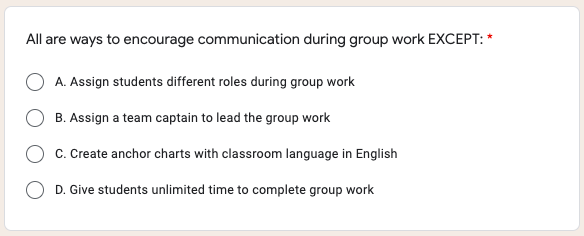 All are ways to encourage communication during group work EXCEPT: *
A. Assign students different roles during group work
B. Assign a team captain to lead the group work
C. Create anchor charts with classroom language in English
D. Give students unlimited time to complete group work